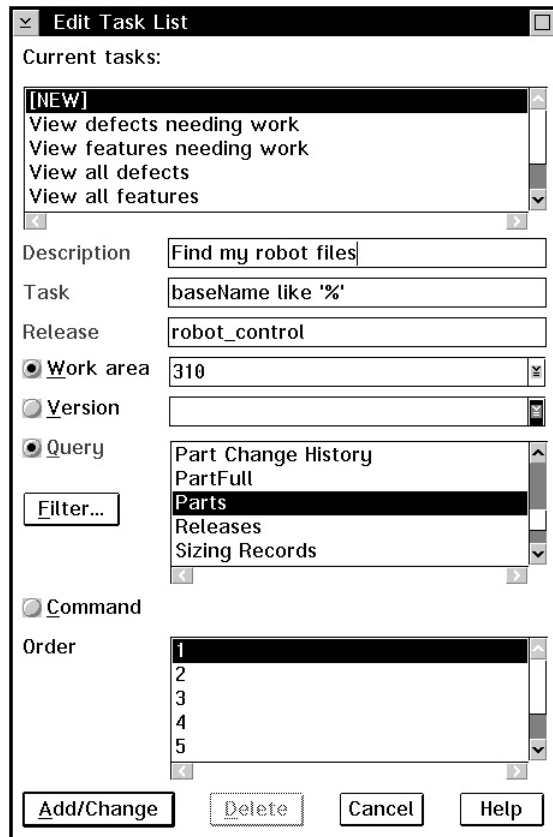 Edit Task List
Current tasks:
[NEW]
View defects needing work
View features needing work
View all defects
View all features
Description Find my robot files
Task baseName like '%'
Release robot_control
Work area 310
Version
Query
Part Change History
PartFull
Filter...
Parts
Releases
Sizing Records
Command
Order
1
2
3
4
5
Add/Change Delete Cancel Help